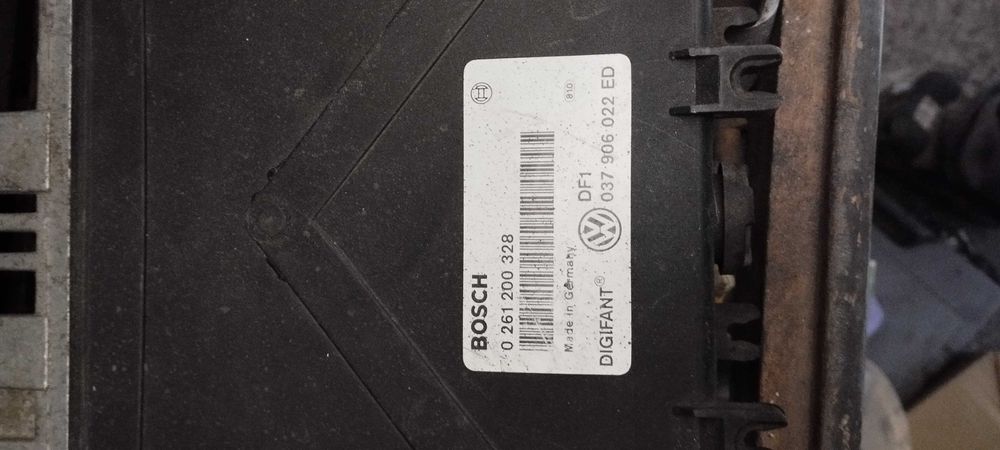 810
BOSCH
0 261 200 328
Made in Germany
DF1
DIGIFANT® 037 906 022 ED